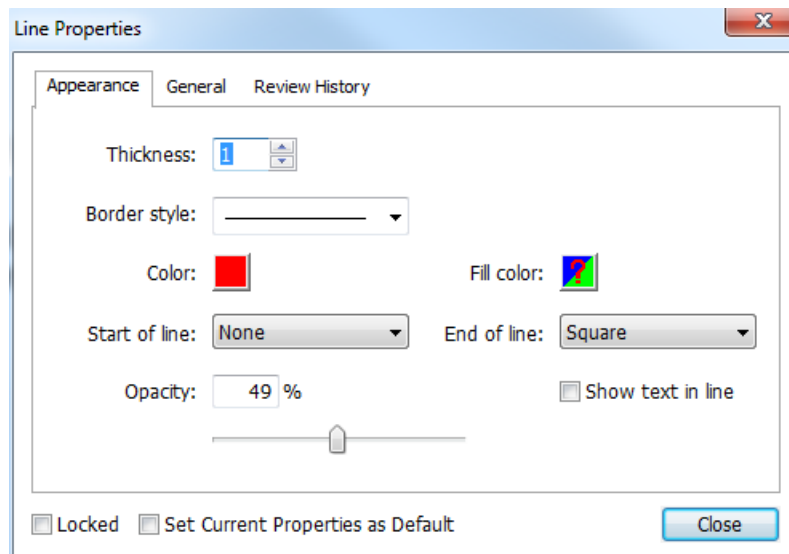 Line Properties
Appearance General Review History
Thickness: 1
Border style:
Color: Fill color: ?
Start of line: None End of line: Square
Opacity: 49 % Show text in line
Locked Set Current Properties as Default Close